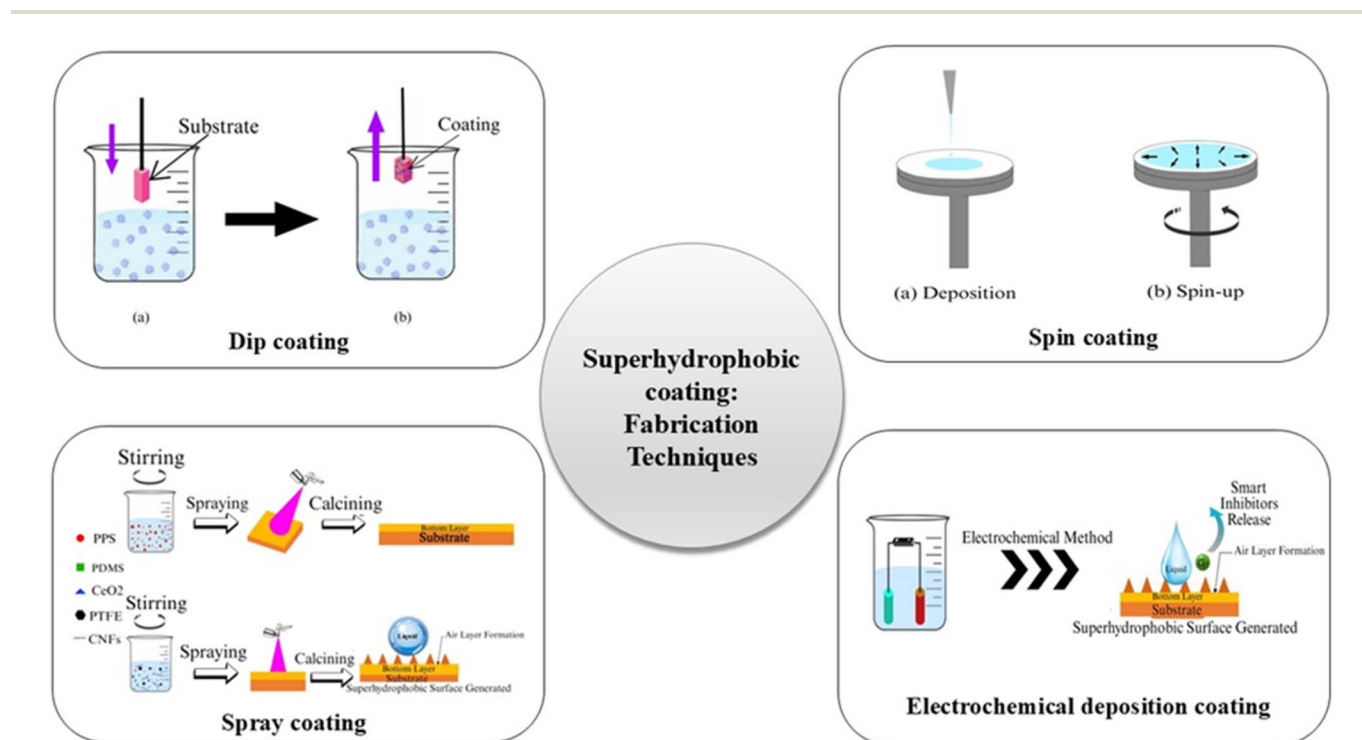 Substrate
Coating
(a)
(b)
Dip coating
(a) Deposition
(b) Spin-up
Spin coating
Superhydrophobic
coating:
Fabrication
Techniques
Stirring
Spraying
Calcining
PPS
PDMS
CeO2
PTFE
CNFs
Bottom Layer
Substrate
Stirring
Spraying
Calcining
Liquid
Air Layer Formation
Bottom Layer
Substrate
Superhydrophobic Surface Generated
Spray coating
Electrochemical Method
Smart
Inhibitors
Release
Liquid
Air Layer Formation
Bottom Layer
Substrate
Superhydrophobic Surface Generated
Electrochemical deposition coating